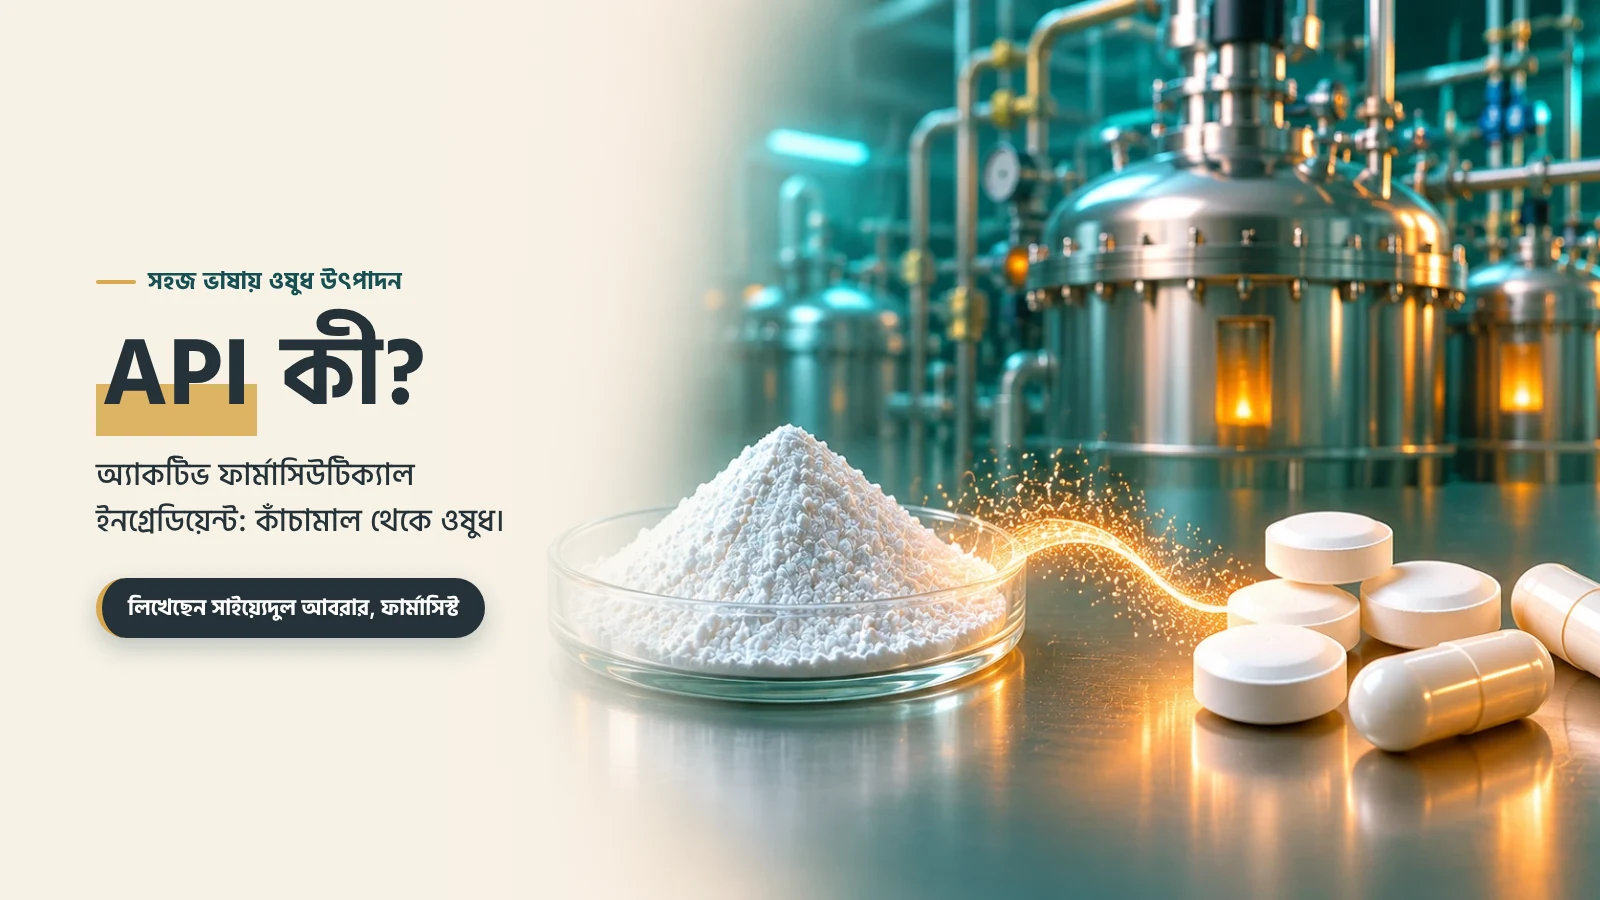 সহজ ভাষায় ওষুধ উৎপাদন
API কী?
অ্যাকটিভ ফার্মাসিউটিক্যাল
ইনগ্রেডিয়েন্ট: কাঁচামাল থেকে ওষুধ।
লিখেছেন সাইয়্যেদুল আবরার, ফার্মাসিস্ট